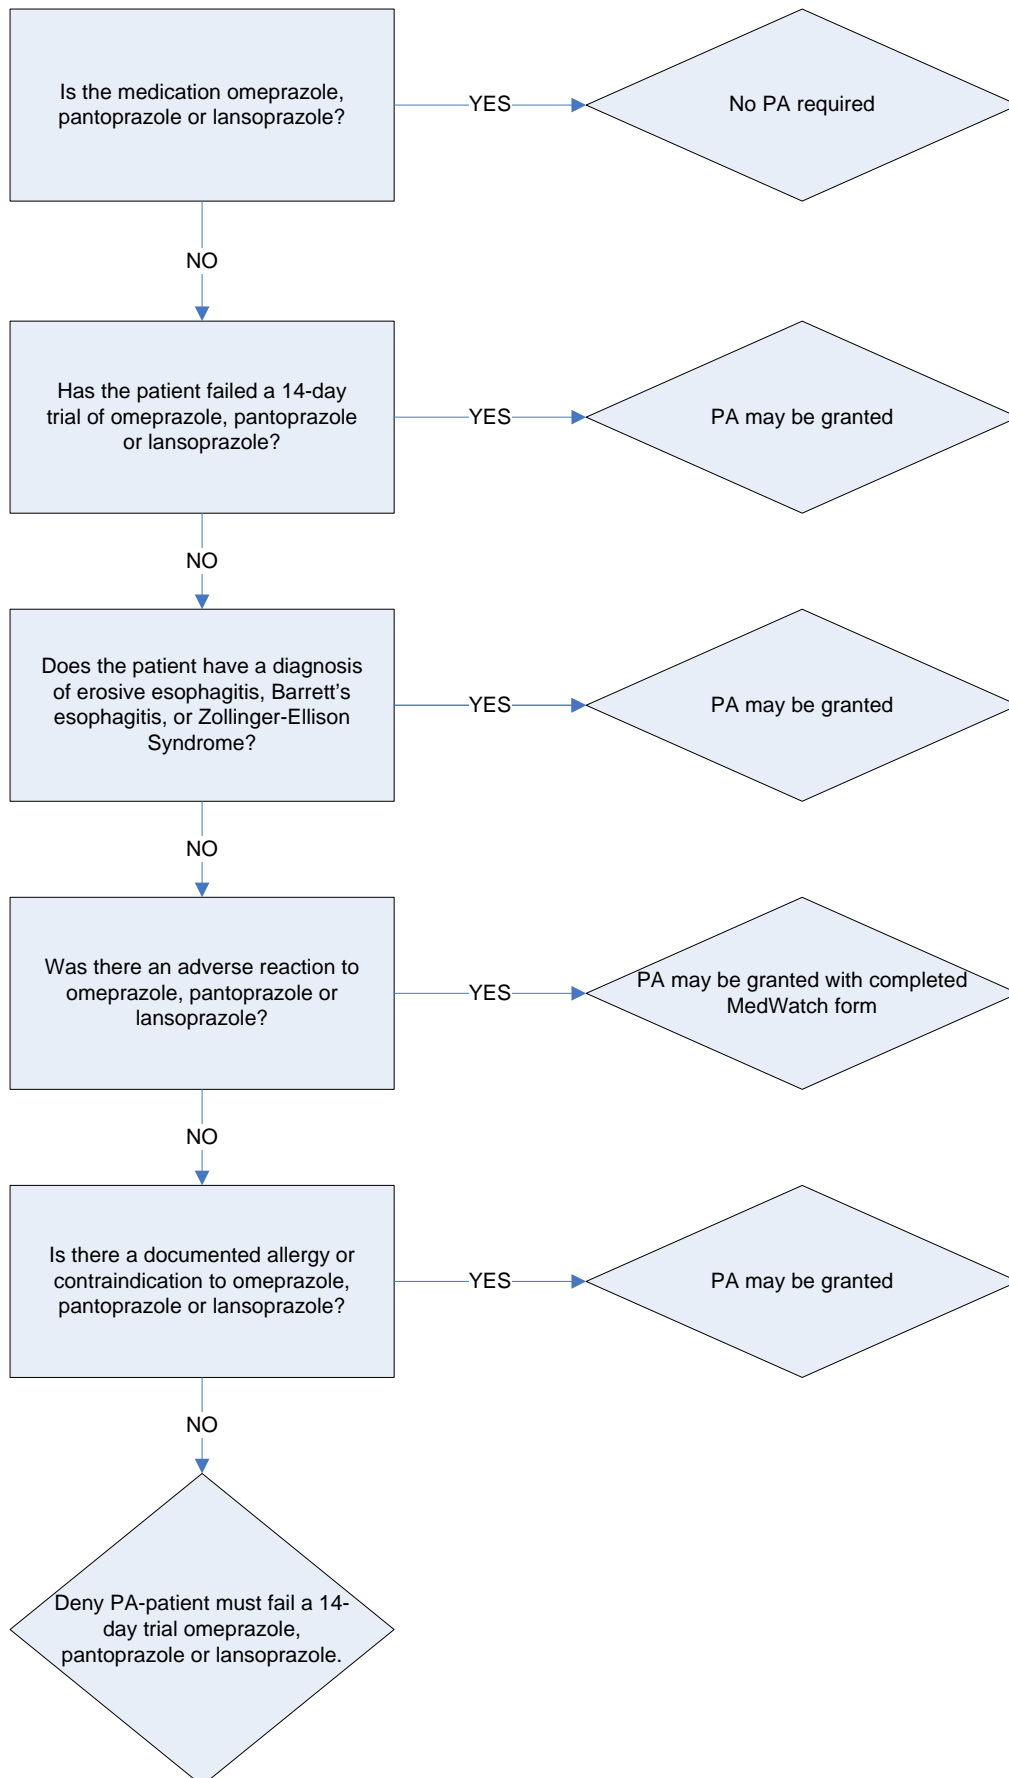 Is the medication omeprazole,
pantoprazole or lansoprazole?
YES
No PA required
NO
Has the patient failed a 14-day
trial of omeprazole, pantoprazole
or lansoprazole?
YES
PA may be granted
NO
Does the patient have a diagnosis
of erosive esophagitis, Barrett’s
esophagitis, or Zollinger-Ellison
Syndrome?
YES
PA may be granted
NO
Was there an adverse reaction to
omeprazole, pantoprazole or
lansoprazole?
YES
PA may be granted with completed
MedWatch form
NO
Is there a documented allergy or
contraindication to omeprazole,
pantoprazole or lansoprazole?
YES
PA may be granted
NO
Deny PA-patient must fail a 14-
day trial omeprazole,
pantoprazole or lansoprazole.